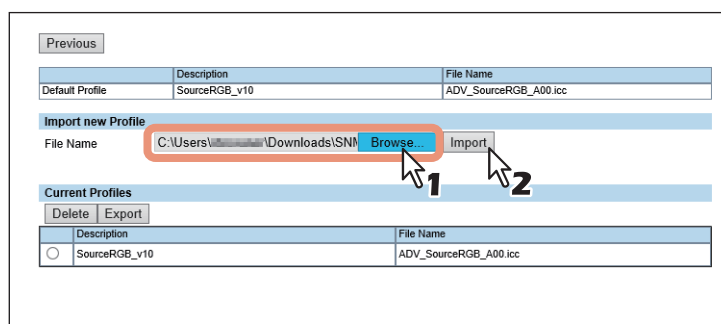 Previous
Description File Name
Default Profile SourceRGB_v10 ADV_SourceRGB_A00.icc
Import new Profile
File Name C:\Users\ \Downloads\SNM Browse... Import
1 2
Current Profiles
Delete Export
Description File Name
SourceRGB_v10 ADV_SourceRGB_A00.icc